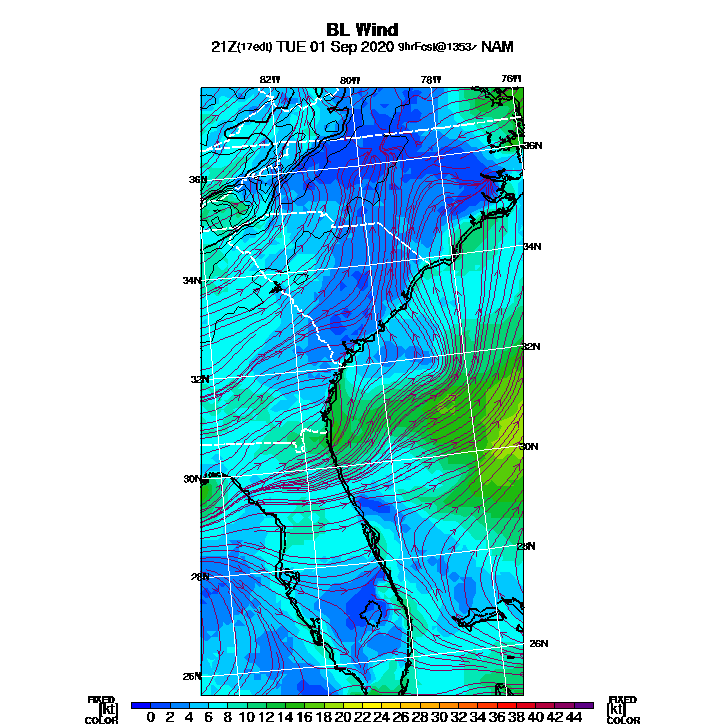 BL Wind
21Z(17edt) TUE 01 Sep 2020 9hrFcst@1353z NAM
82W 80W 78W 76W
36N 36N
34N 34N
32N 32N
30N 30N
28N 28N
26N 26N
FIXED FIXED
[kt] 0 2 4 6 8 10 12 14 16 18 20 22 24 26 28 30 32 34 36 38 40 42 44 [kt]
COLOR COLOR